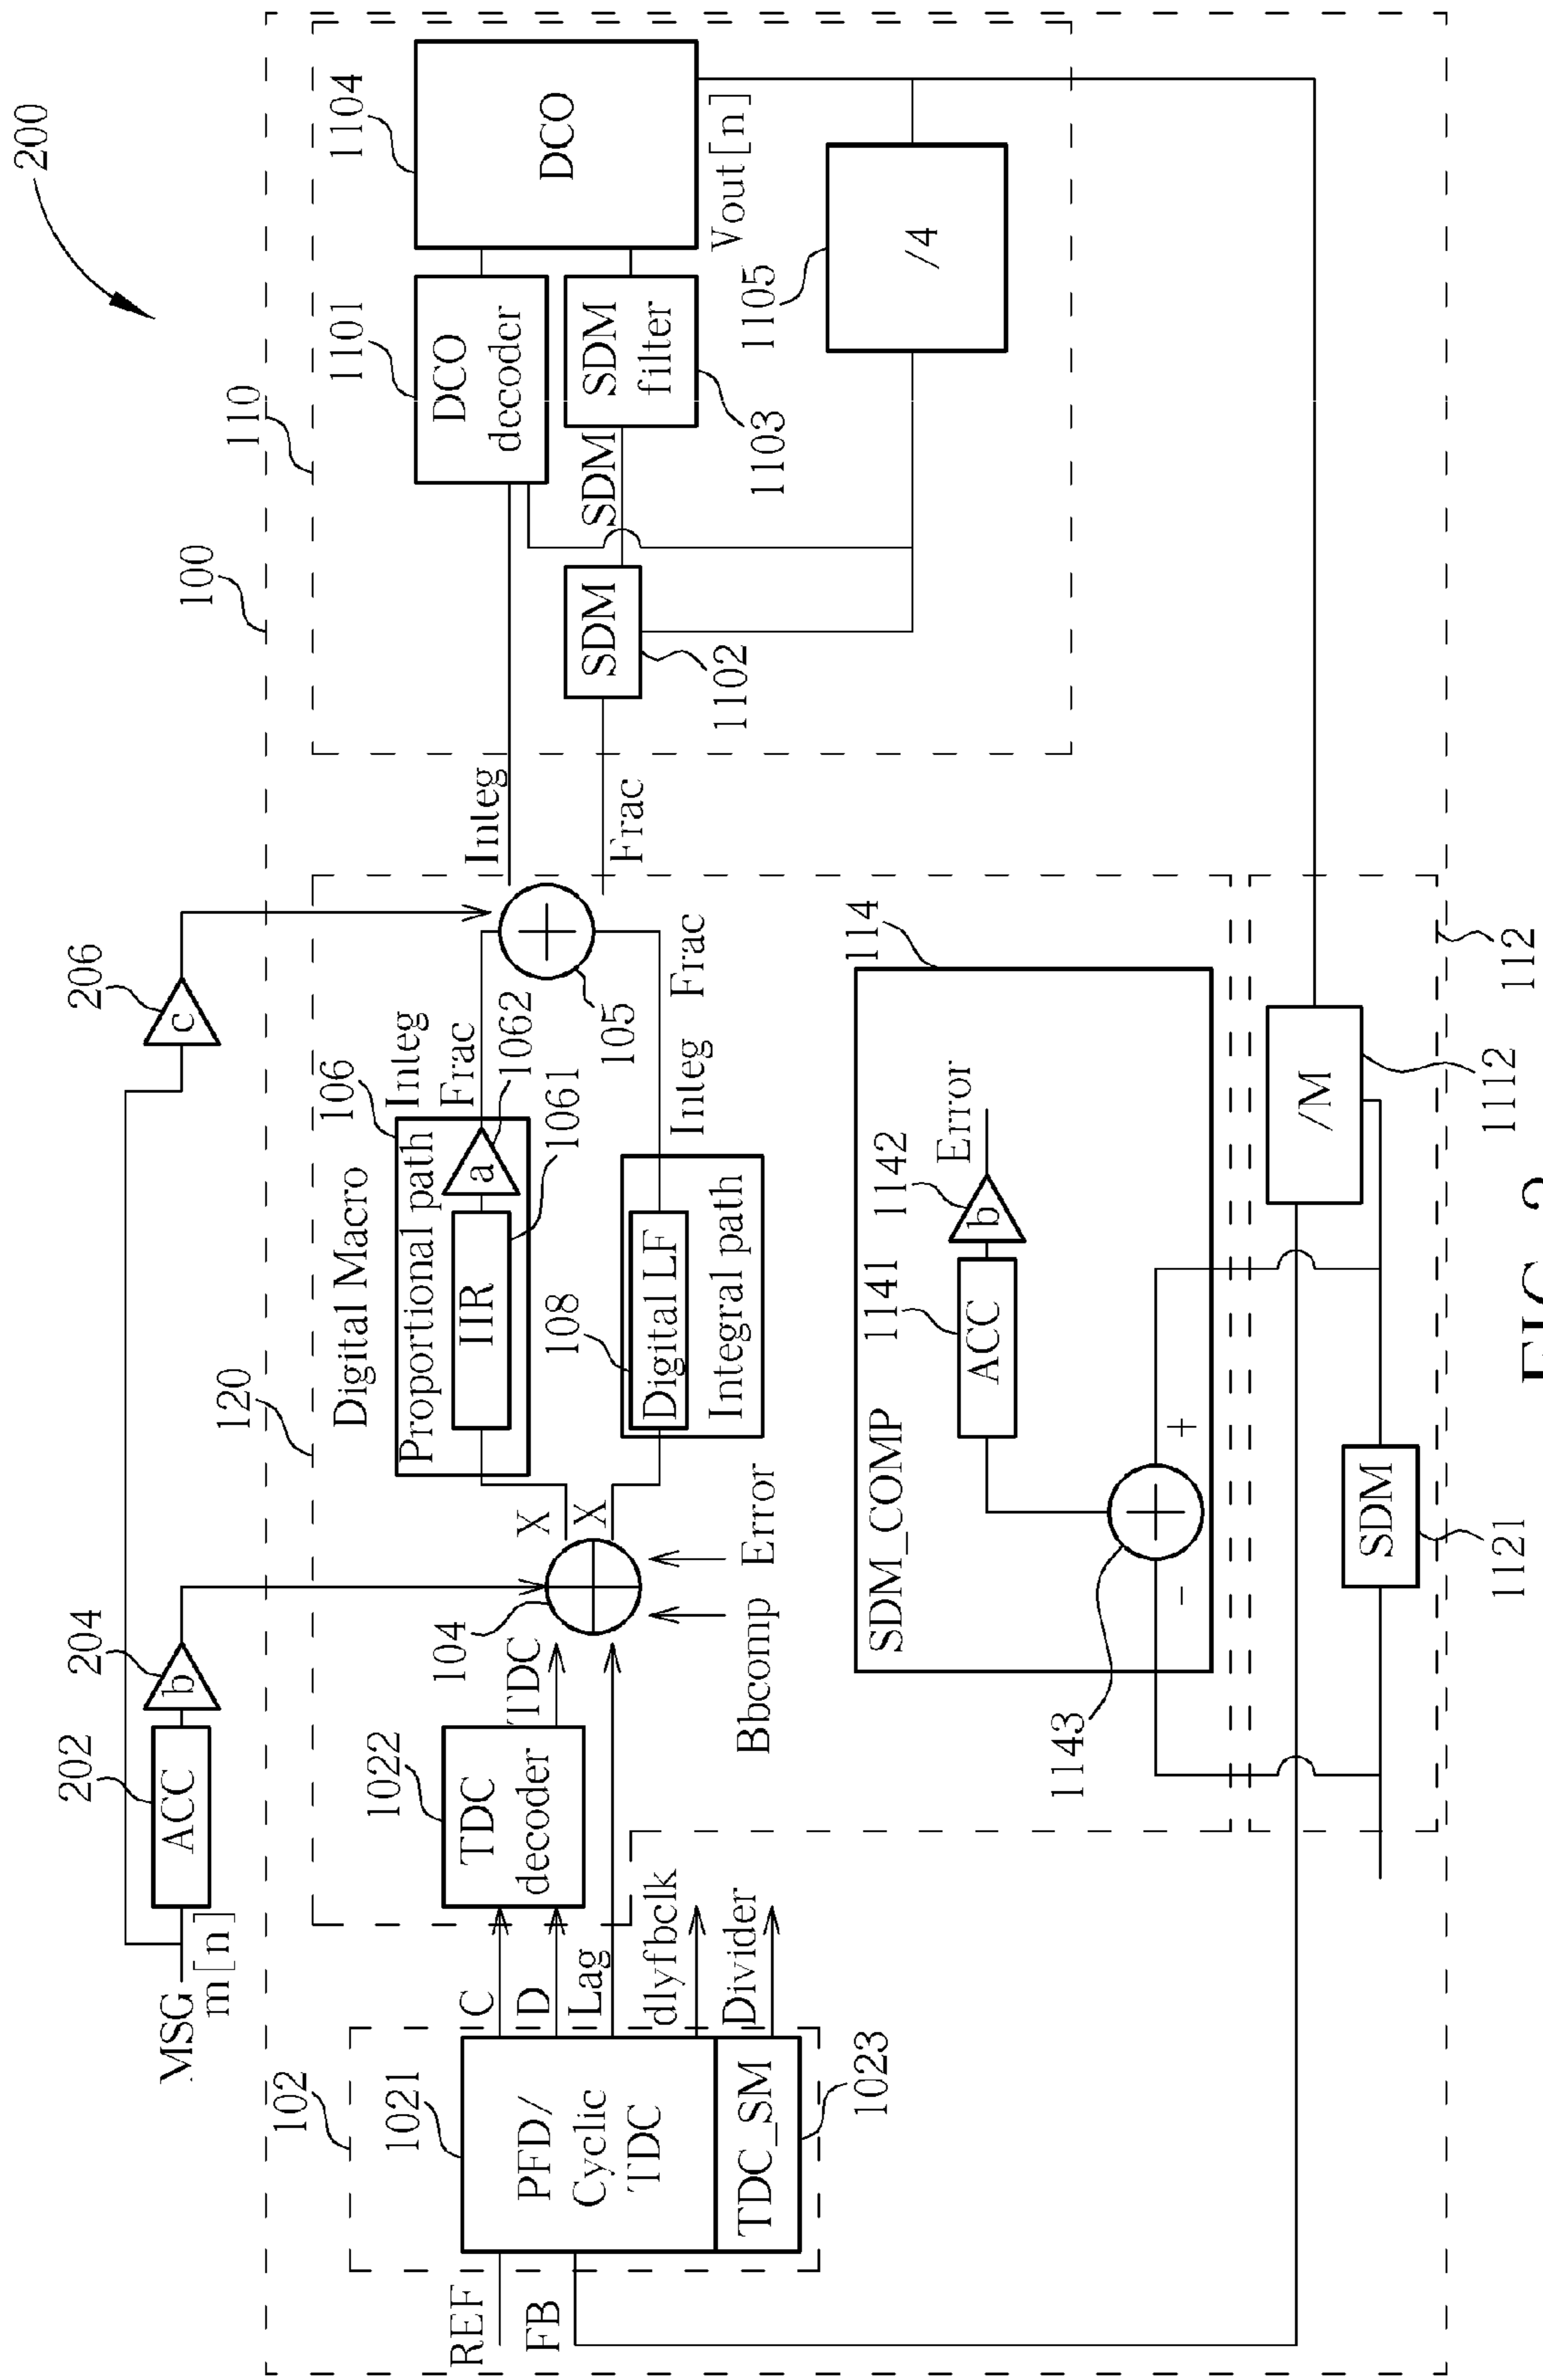 200
MSG
m[n]
202
ACC
204
b
206
c
100
120
110
102
1021
PFD/
Cyclic
TDC
TDC_SM
1023
REF
FB
C
D
Lag
dlyfbclk
Divider
1022
TDC
decoder
TDC
104
Bbcomp
Error
X
X
Digital Macro
106
Proportional path
IIR
1061
a
1062
Integ
Frac
108
Digital LF
Integral path
Integ
Frac
105
Integ
Frac
SDM
1102
SDM
1101
DCO
decoder
SDM
filter
1103
1104
DCO
Vout[n]
1105
/4
SDM_COMP
114
1143
-
+
1141
ACC
1142
b
Error
SDM
1121
/M
1112
112